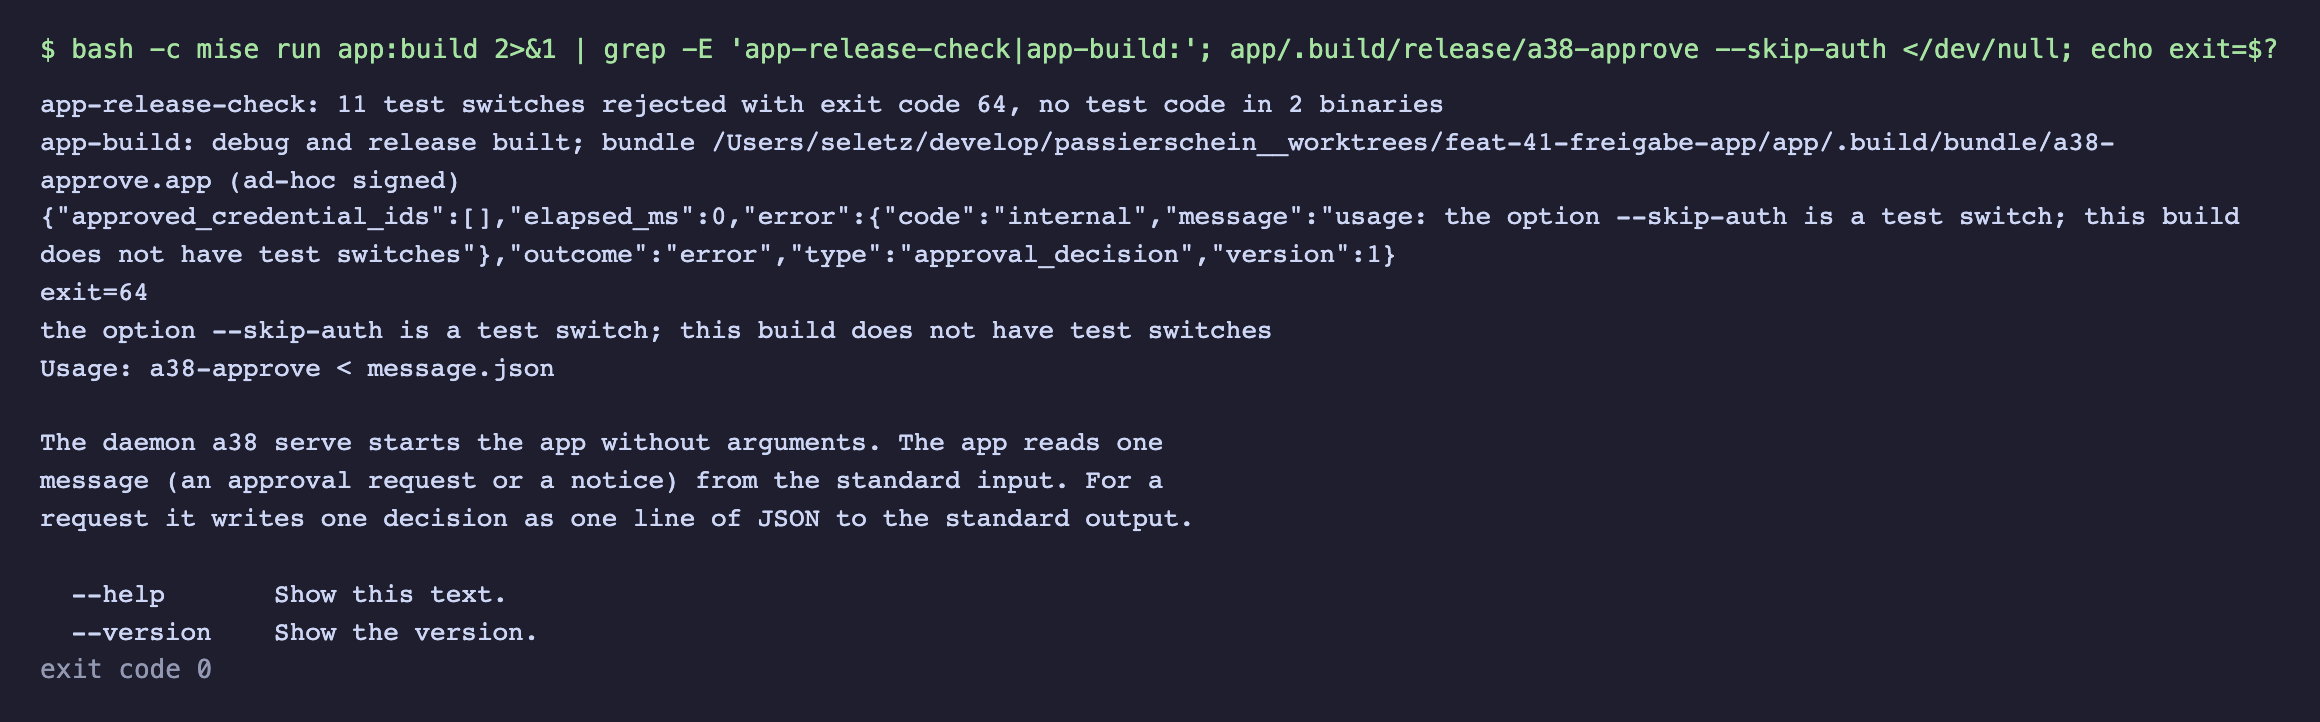 $ bash -c mise run app:build 2>&1 | grep -E 'app-release-check|app-build:'; app/.build/release/a38-approve --skip-auth </dev/null; echo exit=$?
app-release-check: 11 test switches rejected with exit code 64, no test code in 2 binaries
app-build: debug and release built; bundle /Users/seletz/develop/passierschein__worktrees/feat-41-freigabe-app/app/.build/bundle/a38-
approve.app (ad-hoc signed)
{"approved_credential_ids":[],"elapsed_ms":0,"error":{"code":"internal","message":"usage: the option --skip-auth is a test switch; this build
does not have test switches"},"outcome":"error","type":"approval_decision","version":1}
exit=64
the option --skip-auth is a test switch; this build does not have test switches
Usage: a38-approve < message.json

The daemon a38 serve starts the app without arguments. The app reads one
message (an approval request or a notice) from the standard input. For a
request it writes one decision as one line of JSON to the standard output.

  --help       Show this text.
  --version    Show the version.
exit code 0